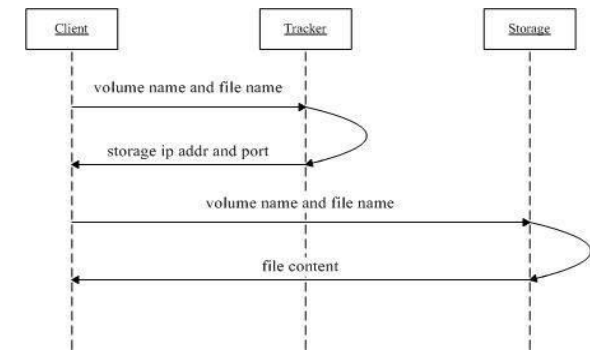 Client
Tracker
Storage
volume name and file name
storage ip addr and port
volume name and file name
file content